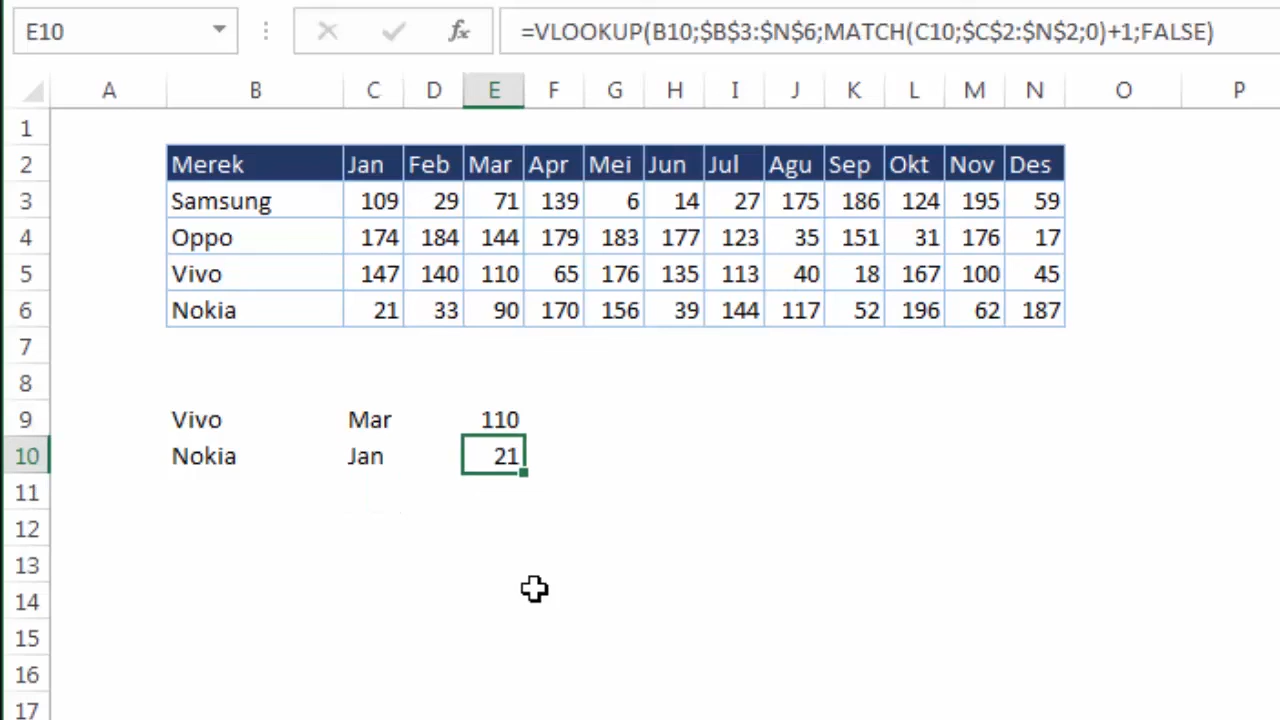 E10 fx =VLOOKUP(B10;$B$3:$N$6;MATCH(C10;$C$2:$N$2;0)+1;FALSE)
A B C D E F G H I J K L M N O P
1
2 Merek Jan Feb Mar Apr Mei Jun Jul Agu Sep Okt Nov Des
3 Samsung 109 29 71 139 6 14 27 175 186 124 195 59
4 Oppo 174 184 144 179 183 177 123 35 151 31 176 17
5 Vivo 147 140 110 65 176 135 113 40 18 167 100 45
6 Nokia 21 33 90 170 156 39 144 117 52 196 62 187
7
8
9 Vivo Mar 110
10 Nokia Jan 21
11
12
13
14
15
16
17